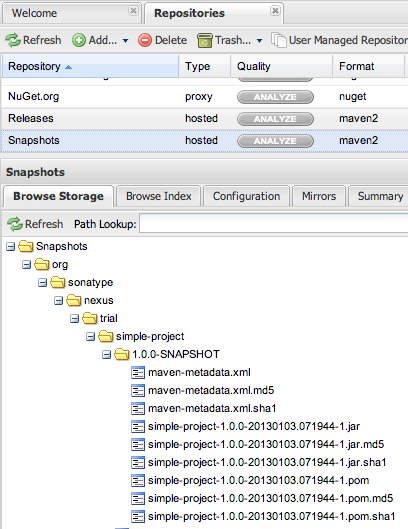 Welcome Repositories
Refresh Add... Delete Trash... User Managed Repositor
Repository Type Quality Format
NuGet.org proxy ANALYZE nuget
Releases hosted ANALYZE maven2
Snapshots hosted ANALYZE maven2
Snapshots
Browse Storage Browse Index Configuration Mirrors Summary
Refresh Path Lookup:
Snapshots
org
sonatype
nexus
trial
simple-project
1.0.0-SNAPSHOT
maven-metadata.xml
maven-metadata.xml.md5
maven-metadata.xml.sha1
simple-project-1.0.0-20130103.071944-1.jar
simple-project-1.0.0-20130103.071944-1.jar.md5
simple-project-1.0.0-20130103.071944-1.jar.sha1
simple-project-1.0.0-20130103.071944-1.pom
simple-project-1.0.0-20130103.071944-1.pom.md5
simple-project-1.0.0-20130103.071944-1.pom.sha1